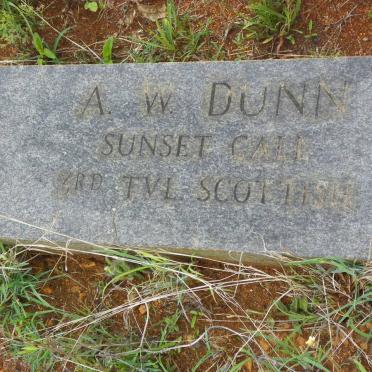 A. W. DUNN
SUNSET CALL
3RD TVL SCOTTISH